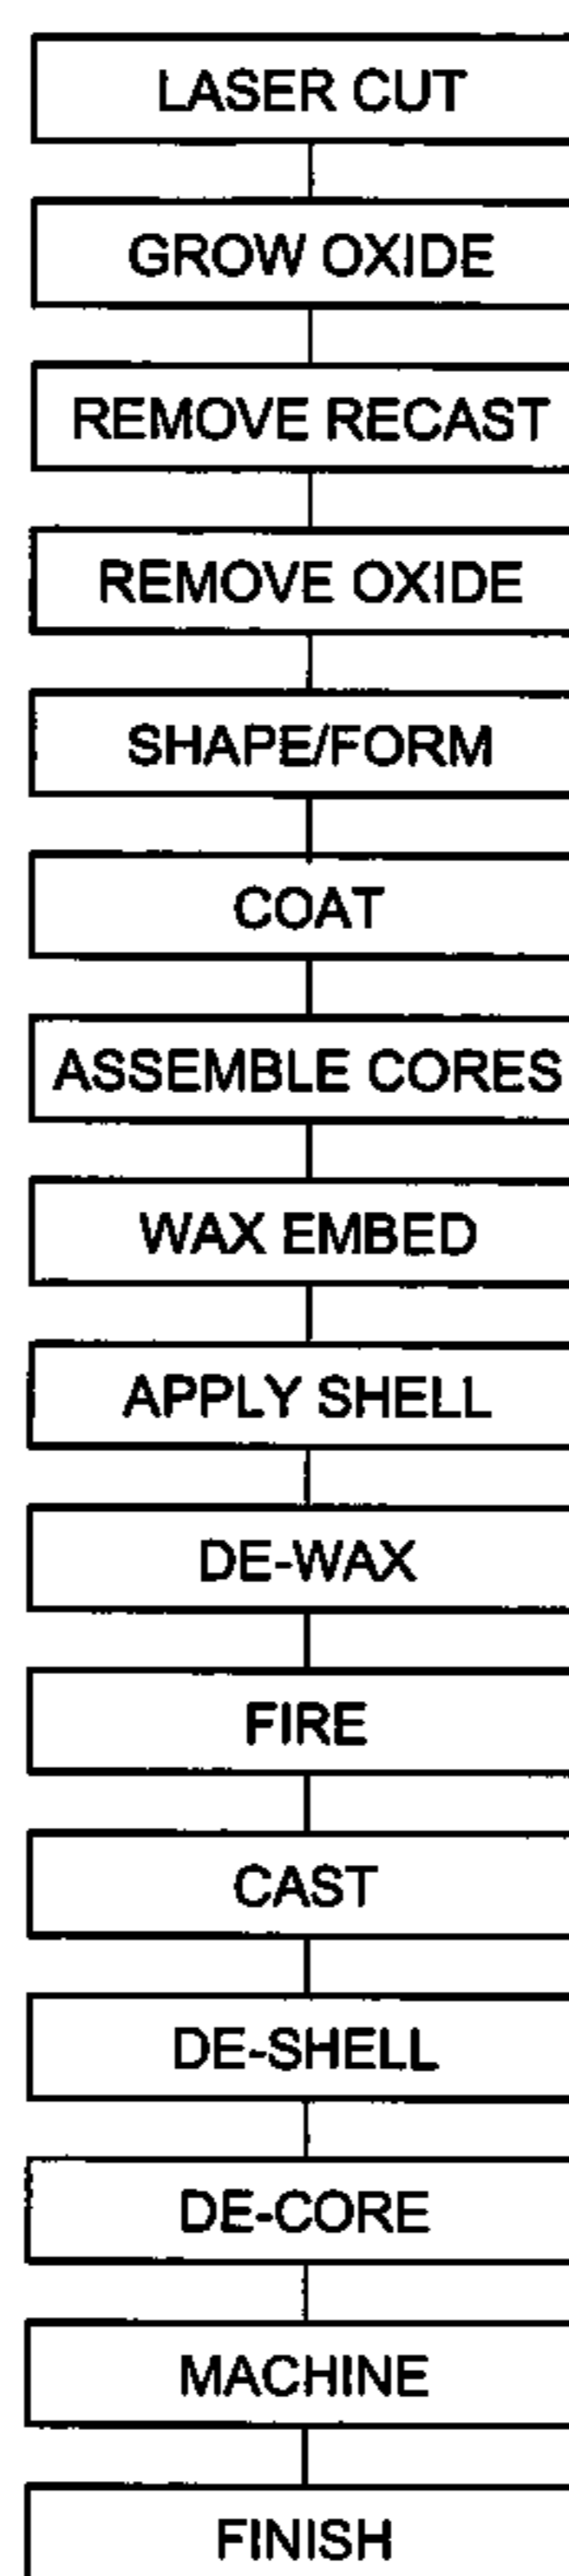 LASER CUT
GROW OXIDE
REMOVE RECAST
REMOVE OXIDE
SHAPE/FORM
COAT
ASSEMBLE CORES
WAX EMBED
APPLY SHELL
DE-WAX
FIRE
CAST
DE-SHELL
DE-CORE
MACHINE
FINISH